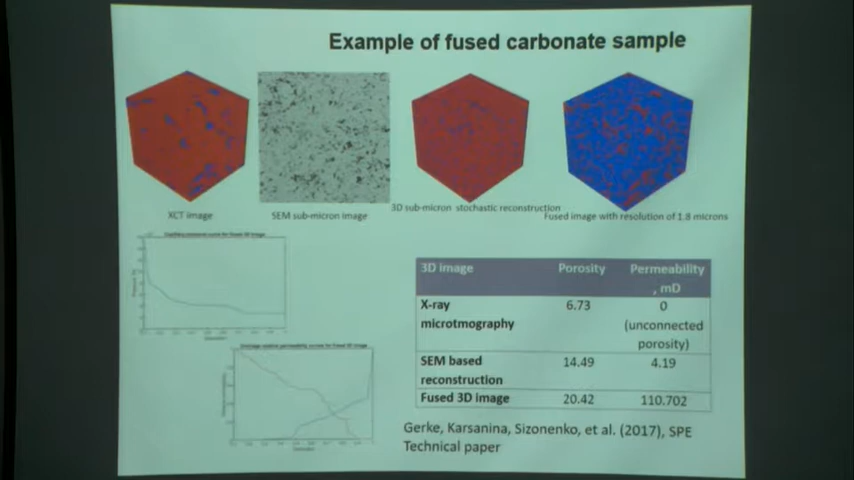 Example of fused carbonate sample
XCT image
SEM sub-micron image
3D sub-micron stochastic reconstruction
Fused image with resolution of 1.8 microns
3D image Porosity Permeability
, mD
X-ray 6.73 0
microtmography (unconnected
porosity)
SEM based 14.49 4.19
reconstruction
Fused 3D image 20.42 110.702
Gerke, Karsanina, Sizonenko, et al. (2017), SPE
Technical paper